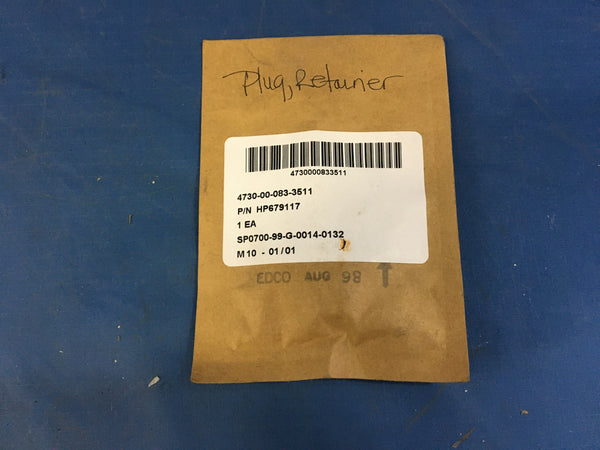 Plug, Retainier
4730000833511
4730-00-083-3511
P/N HP679117
1 EA
SP0700-99-G-0014-0132
M10 - 01/01
EDCO AUG 98 ↑